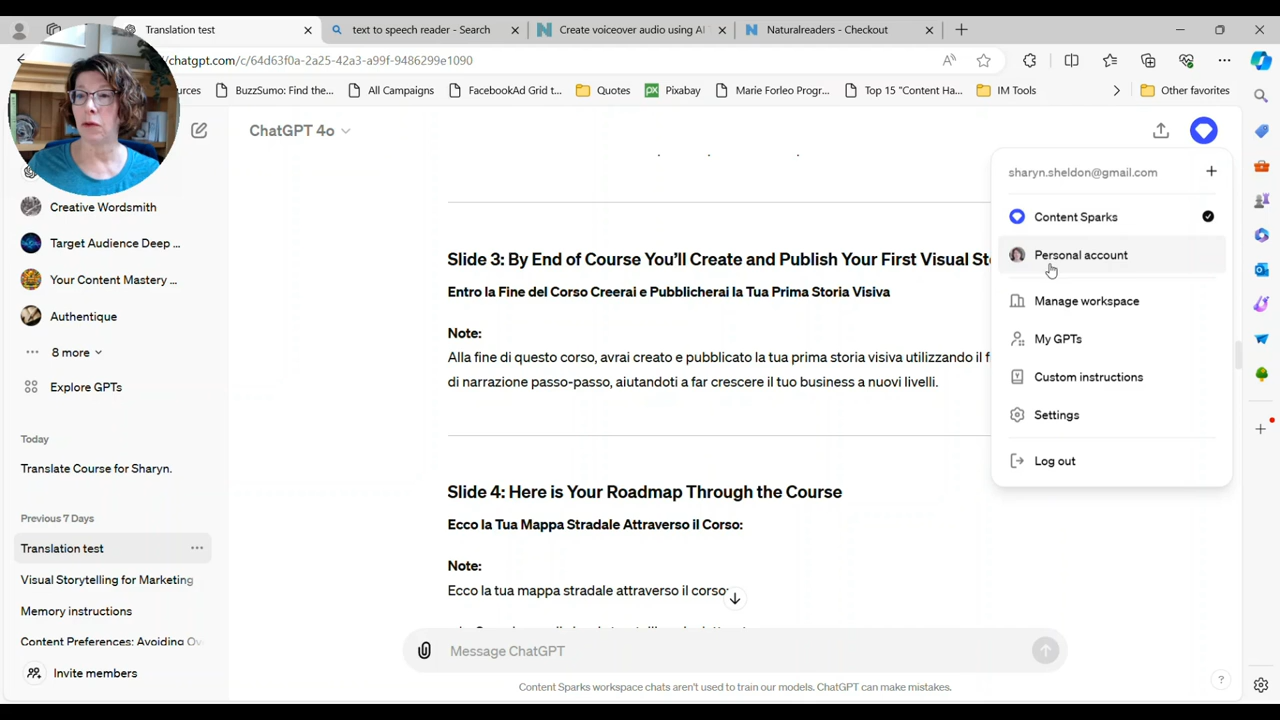 Translation test
text to speech reader - Search
Create voiceover audio using AI
Naturalreaders - Checkout
/chatgpt.com/c/64d63f0a-2a25-42a3-a99f-9486299e1090
BuzzSumo: Find the...
All Campaigns
FacebookAd Grid t...
Quotes
Pixabay
Marie Forleo Progr...
Top 15 "Content Ha...
IM Tools
Other favorites
ChatGPT 4o
Creative Wordsmith
Target Audience Deep ...
Your Content Mastery ...
Authentique
8 more
Explore GPTs
Today
Translate Course for Sharyn.
Previous 7 Days
Translation test
Visual Storytelling for Marketing
Memory instructions
Content Preferences: Avoiding Ov
Invite members
Slide 3: By End of Course You'll Create and Publish Your First Visual
Entro la Fine del Corso Creerai e Pubblicherai la Tua Prima Storia Visiva
Note:
Alla fine di questo corso, avrai creato e pubblicato la tua prima storia visiva utilizzando il
di narrazione passo-passo, aiutandoti a far crescere il tuo business a nuovi livelli.
Slide 4: Here is Your Roadmap Through the Course
Ecco la Tua Mappa Stradale Attraverso il Corso:
Note:
Ecco la tua mappa stradale attraverso il corso:
Message ChatGPT
Content Sparks workspace chats aren't used to train our models. ChatGPT can make mistakes.
sharyn.sheldon@gmail.com
Content Sparks
Personal account
Manage workspace
My GPTs
Custom instructions
Settings
Log out
?